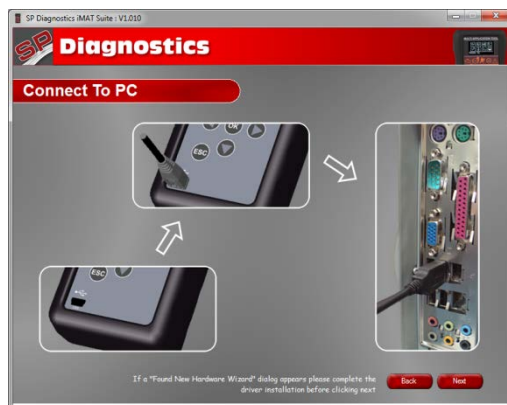 SP Diagnostics iMAT Suite : V1.010
SP Diagnostics
Connect To PC
OK
ESC
ESC
If a "Found New Hardware Wizard" dialog appears please complete the
driver installation before clicking next
Back
Next